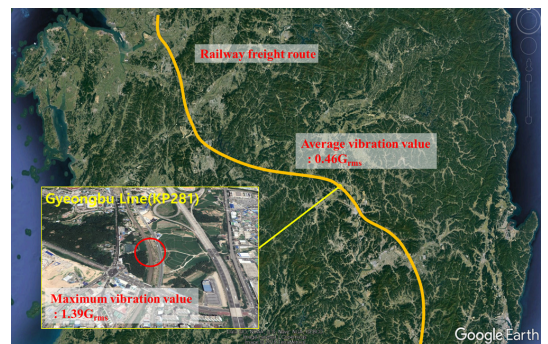 Railway freight route
Average vibration value
: 0.46Grms
Gyeongbu Line(KP281)
Maximum vibration value
: 1.39Grms
Google Earth